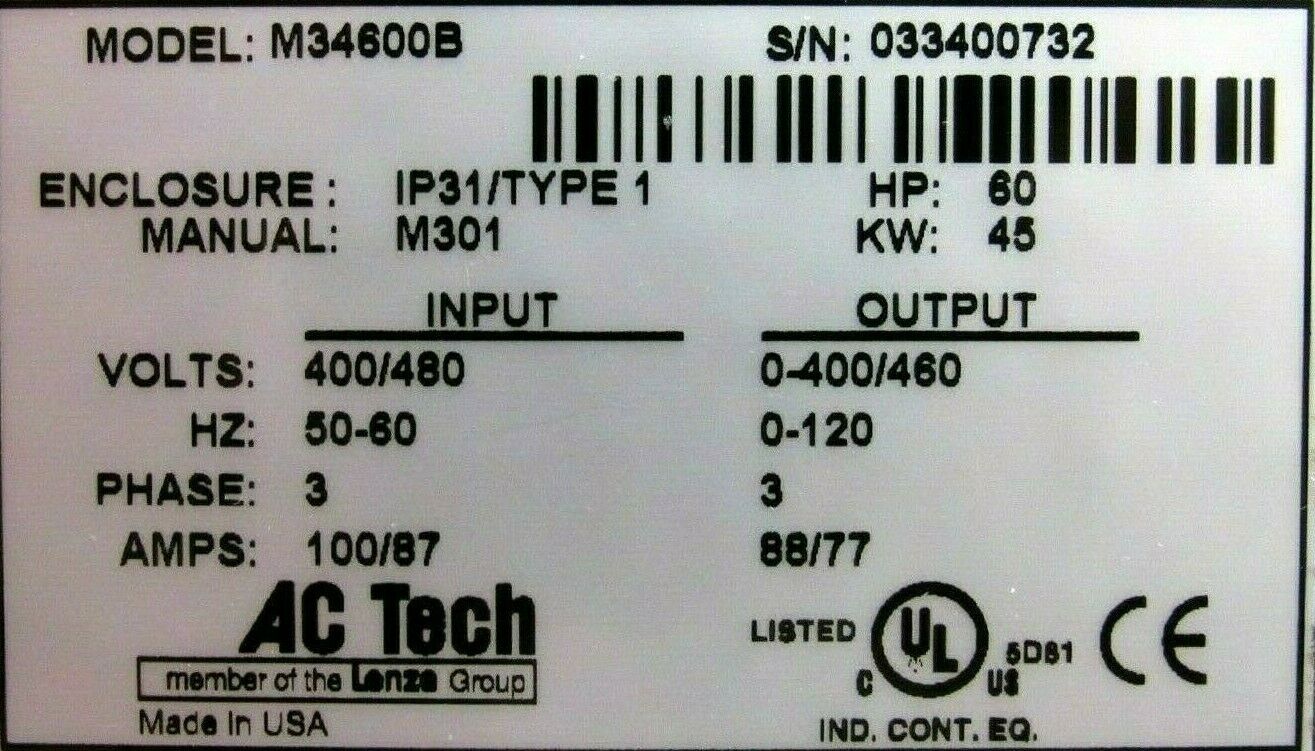 MODEL: M34600B S/N: 033400732
ENCLOSURE: IP31/TYPE 1 HP: 60
MANUAL: M301 KW: 45
INPUT OUTPUT
VOLTS: 400/480 0-400/460
HZ: 50-60 0-120
PHASE: 3 3
AMPS: 100/87 88/77
AC Tech
member of the Lenze Group
Made In USA
LISTED UL 5D81 CE
C US
IND. CONT. EQ.